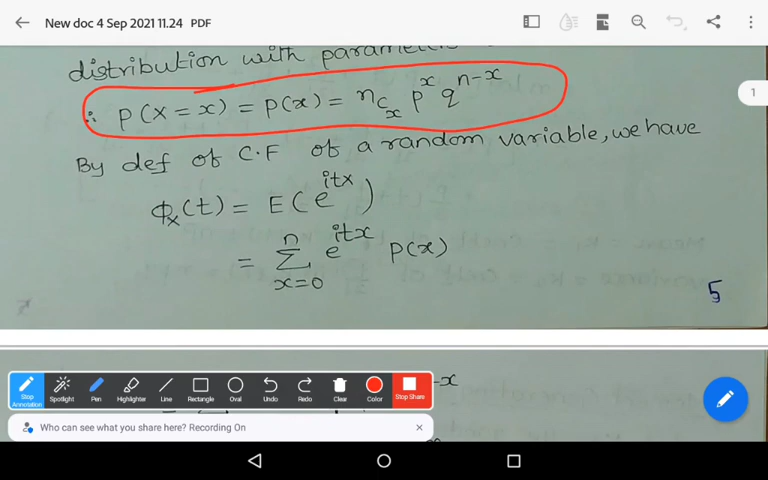 New doc 4 Sep 2021 11.24 PDF
distribution with
∴ P(X = x) = P(x) = nCx p^x q^n-x
By def of C.F of a random variable, we have
Φx(t) = E(e^itx)
= Σ_{x=0}^{n} e^itx P(x)
5
1
-x
Stop Annotation
Spotlight
Pen
Highlighter
Line
Rectangle
Oval
Undo
Redo
Clear
Color
Stop Share
Who can see what you share here? Recording On